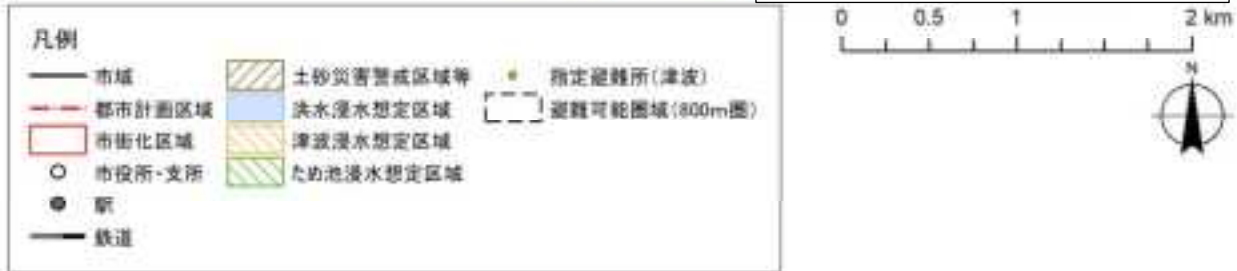 凡例
市域
都市計画区域
市街化区域
市役所・支所
駅
鉄道
土砂災害警戒区域等
洪水浸水想定区域
津波浸水想定区域
ため池浸水想定区域
指定避難所(津波)
避難可能圏域(800m圏)
0 0.5 1 2 km
N